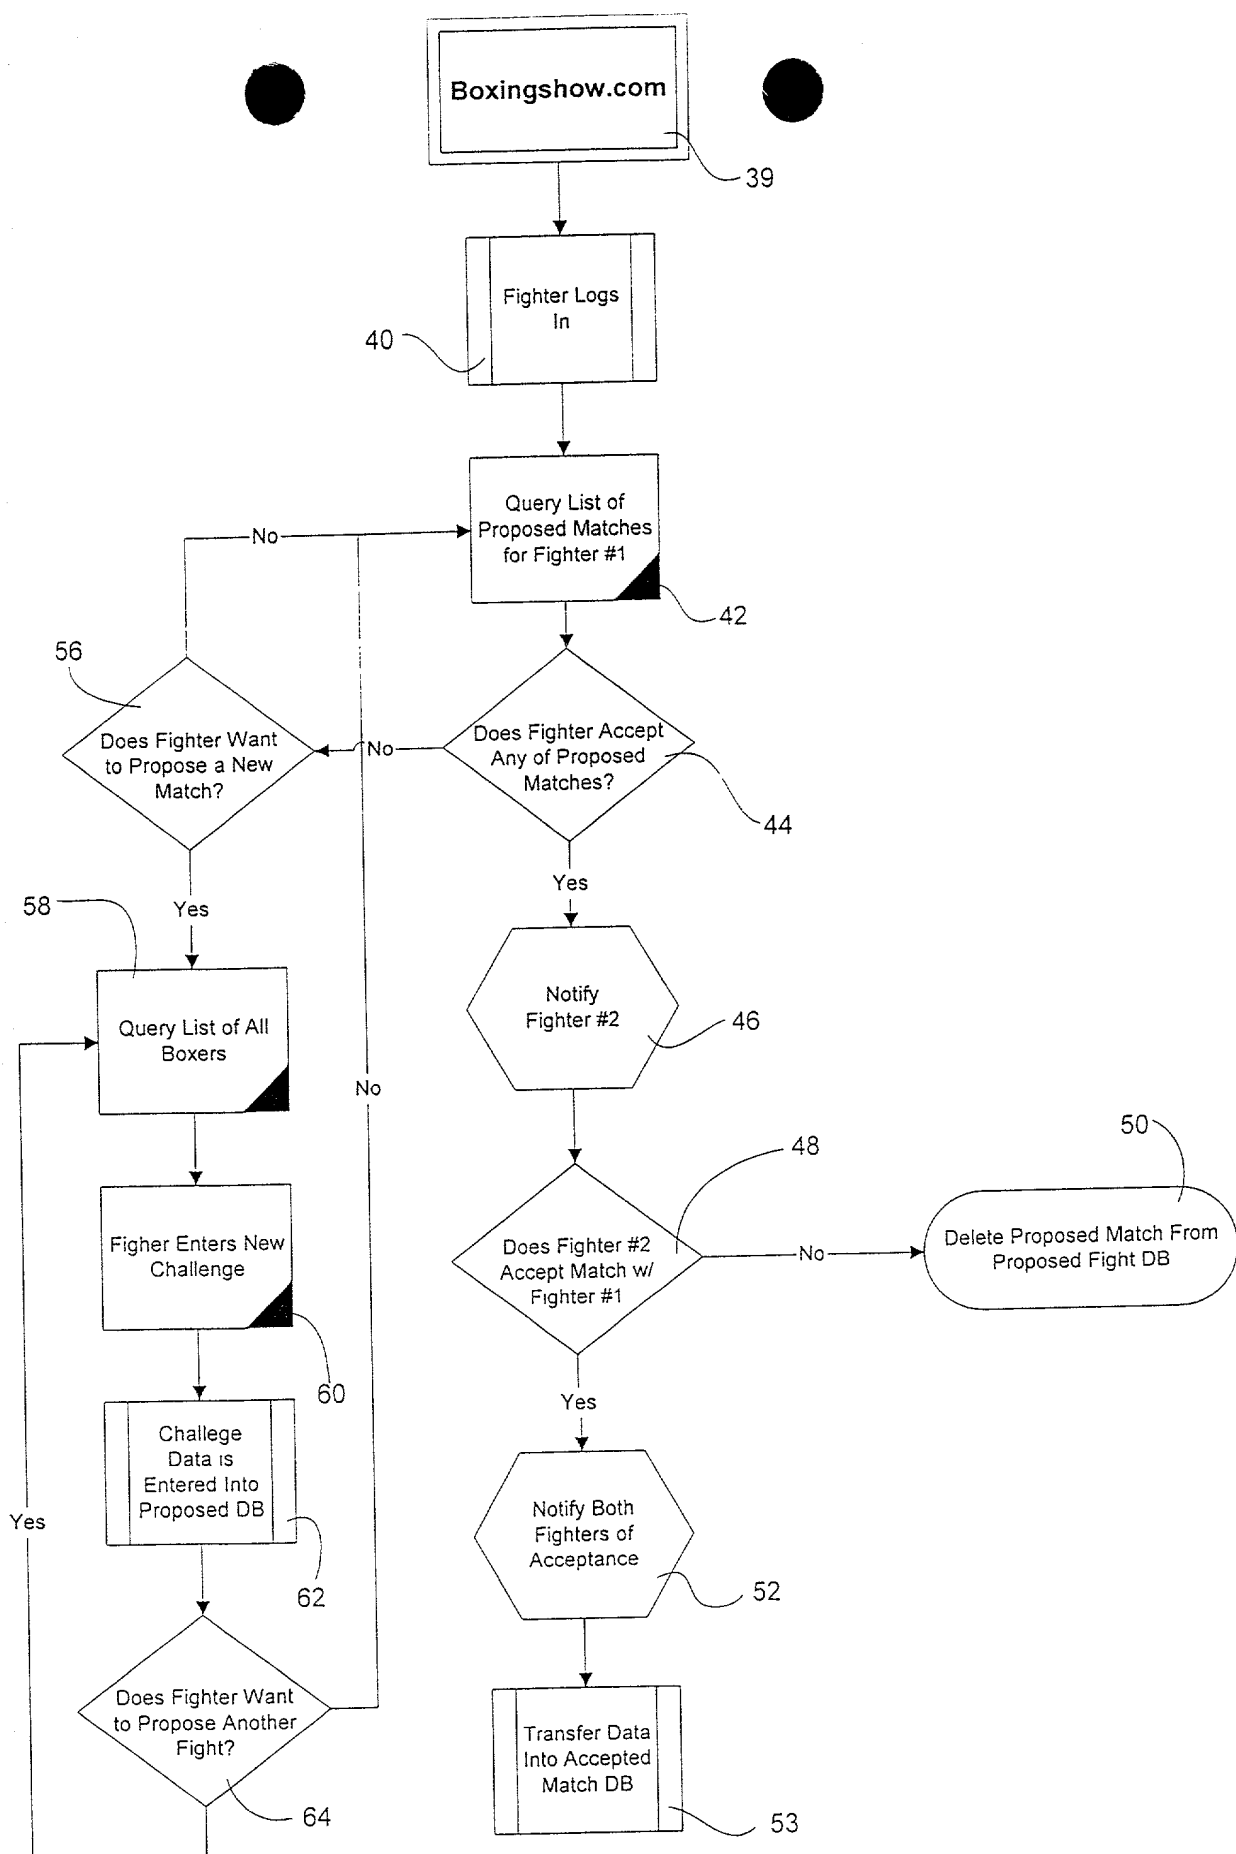 Boxingshow.com
39
Fighter Logs
In
40
Query List of
Proposed Matches
for Fighter #1
42
No
56
Does Fighter Want
to Propose a New
Match?
No
Does Fighter Accept
Any of Proposed
Matches?
44
Yes
Yes
58
Query List of All
Boxers
Notify
Fighter #2
46
No
50
48
Delete Proposed Match From
Proposed Fight DB
No
Does Fighter #2
Accept Match w/
Fighter #1
Figher Enters New
Challenge
60
Yes
Challege
Data is
Entered Into
Proposed DB
62
Yes
Notify Both
Fighters of
Acceptance
52
Does Fighter Want
to Propose Another
Fight?
64
Transfer Data
Into Accepted
Match DB
53